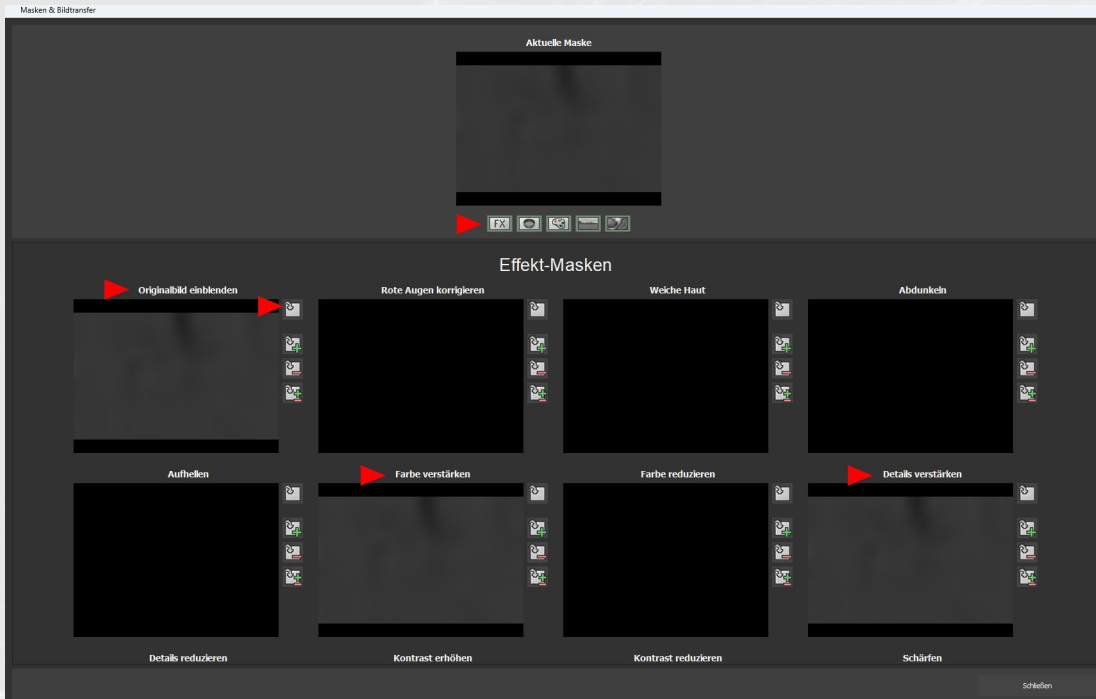 Masken & Bildtransfer
Aktuelle Maske
FX
Effekt-Masken
Originalbild einblenden
Rote Augen korrigieren
Weiche Haut
Abdunkeln
Aufhellen
Farbe verstärken
Farbe reduzieren
Details verstärken
Details reduzieren
Kontrast erhöhen
Kontrast reduzieren
Schärfen
Schließen